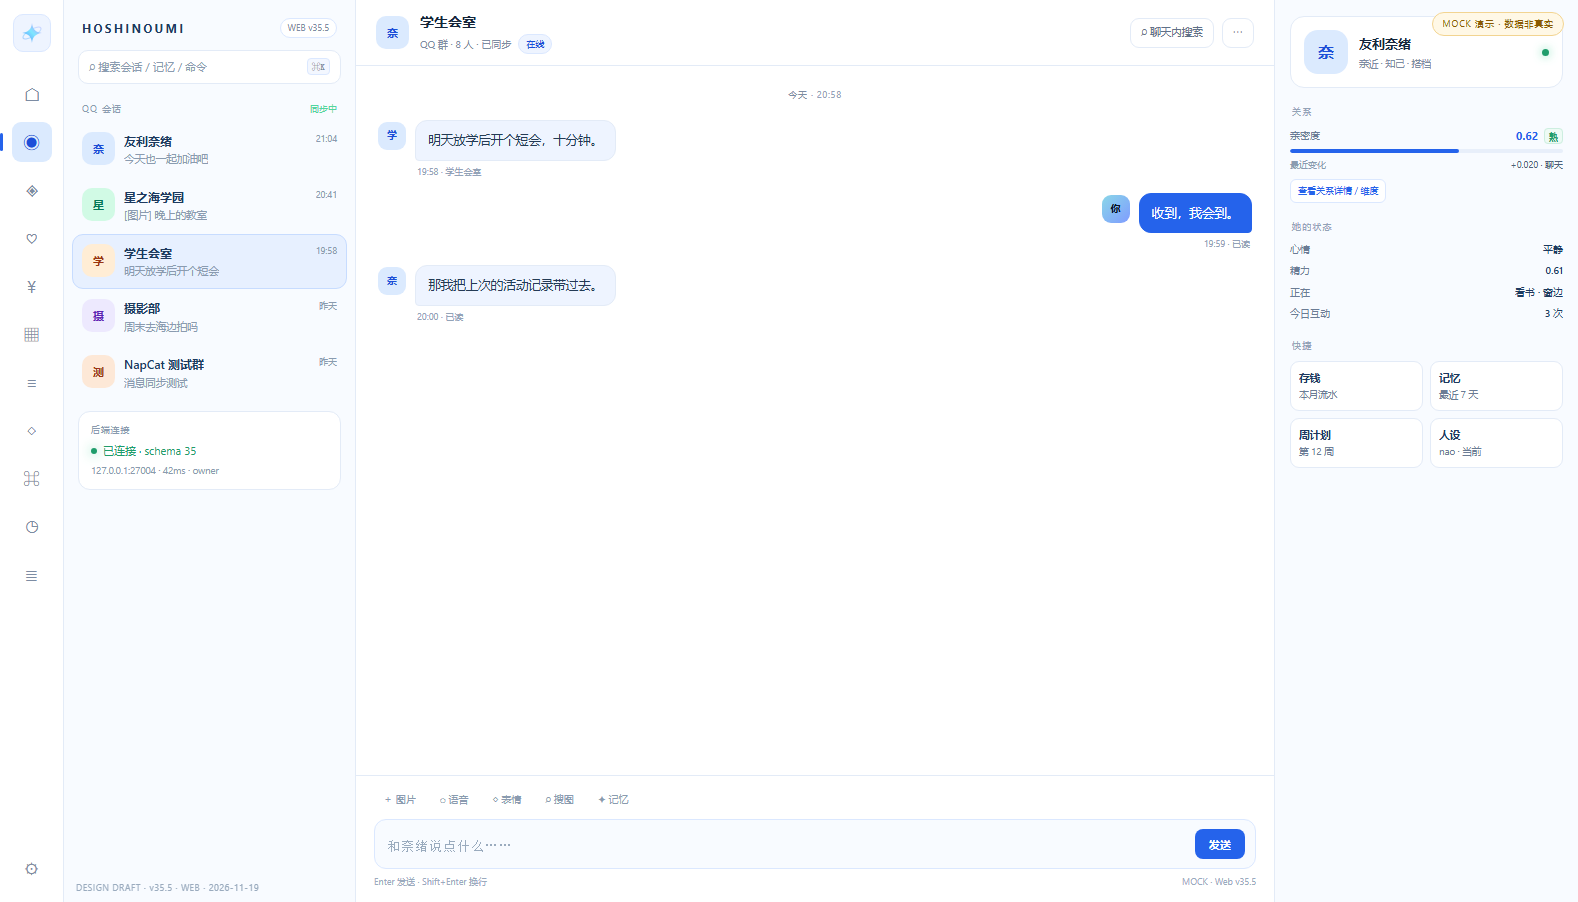 HOSHINOUMI
WEB v35.5
搜索会话 / 记忆 / 命令
⌘K
QQ 会话
同步中
奈
友利奈绪
21:04
今天也一起加油吧
星
星之海学园
20:41
[图片] 晚上的教室
学
学生会室
19:58
明天放学后开个短会
摄
摄影部
昨天
周末去海边拍吗
测
NapCat 测试群
昨天
消息同步测试
后端连接
已连接 · schema 35
127.0.0.1:27004 · 42ms · owner
DESIGN DRAFT · v35.5 · WEB · 2026-11-19
奈
学生会室
QQ 群 · 8 人 · 已同步
在线
聊天内搜索
···
今天 · 20:58
学
明天放学后开个短会，十分钟。
19:58 · 学生会室
你
收到，我会到。
19:59 · 已读
奈
那我把上次的活动记录带过去。
20:00 · 已读
+ 图片
○ 语音
表情
搜图
✦ 记忆
和奈绪说点什么……
发送
Enter 发送 · Shift+Enter 换行
MOCK · Web v35.5
MOCK 演示 · 数据非真实
奈
友利奈绪
亲近 · 知己 · 搭档
关系
亲密度
0.62
熟
最近变化
+0.020 · 聊天
查看关系详情 / 维度
她的状态
心情
平静
精力
0.61
正在
看书 · 窗边
今日互动
3 次
快捷
存钱
本月流水
记忆
最近 7 天
周计划
第 12 周
人设
nao · 当前